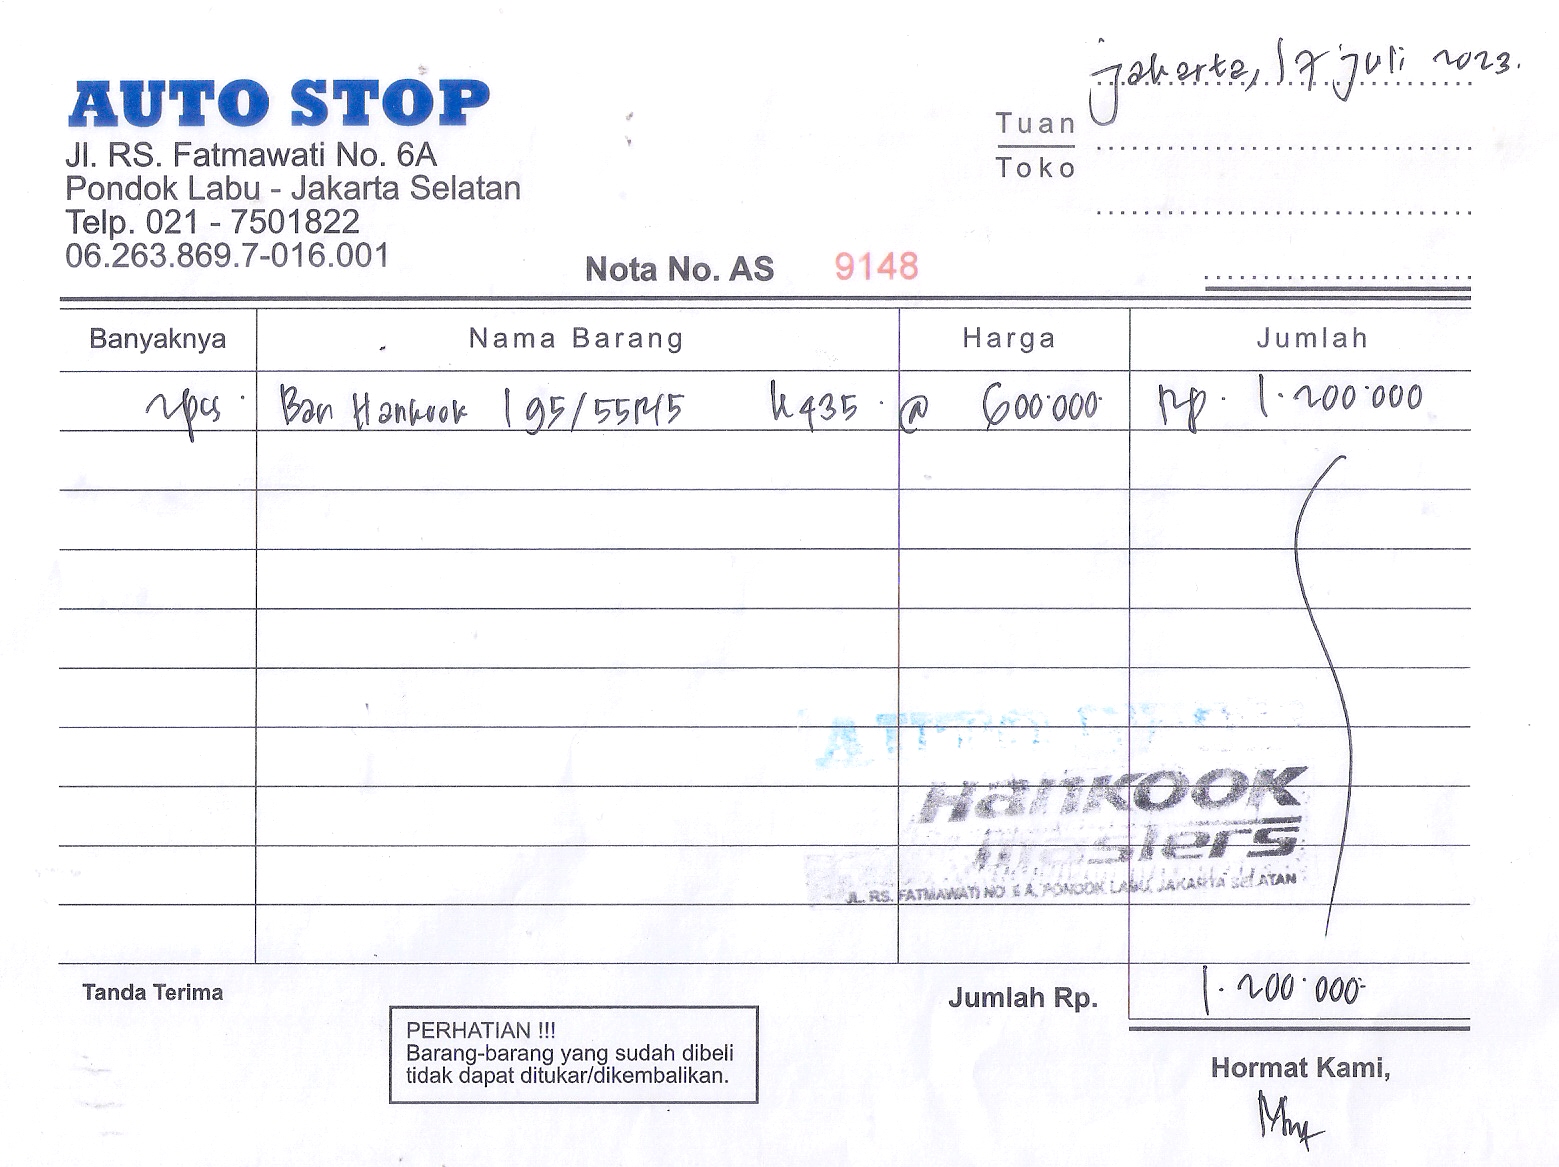 jakarta, 17 juli 2023.
AUTO STOP
Jl. RS. Fatmawati No. 6A
Pondok Labu - Jakarta Selatan
Telp. 021 - 7501822
06.263.869.7-016.001
Tuan
Toko
Nota No. AS 9148
Banyaknya Nama Barang Harga Jumlah
2pcs Ban Hankook 195/55R15 K435 @ 600.000 Rp. 1.200.000
Hankook
masters
JL. RS. FATMAWATI NO 6 A, PONDOK LABU, JAKARTA SELATAN
Tanda Terima
Jumlah Rp. 1.200.000
PERHATIAN !!!
Barang-barang yang sudah dibeli
tidak dapat ditukar/dikembalikan.
Hormat Kami,